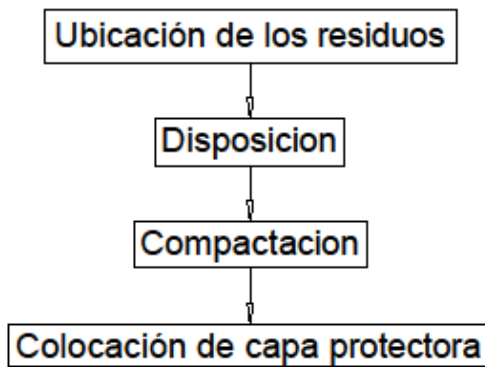 Ubicación de los residuos
Disposicion
Compactacion
Colocación de capa protectora